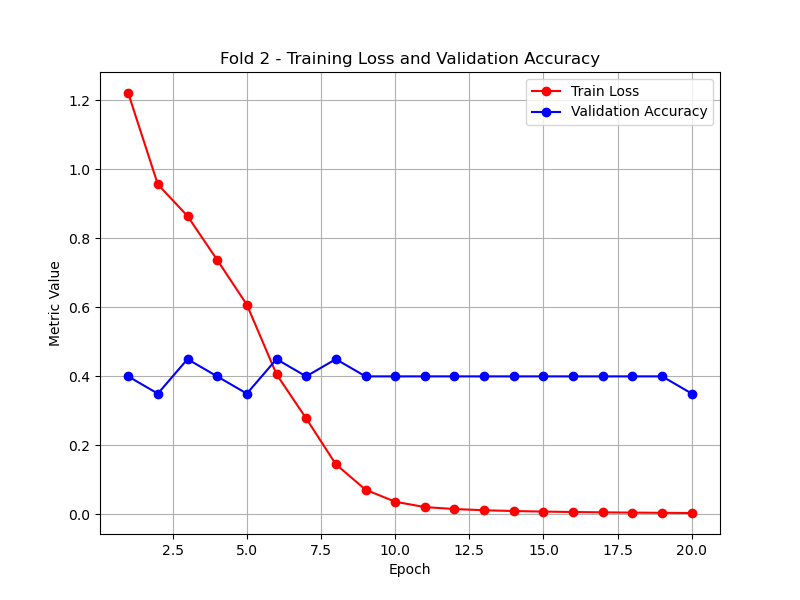 Fold 2 - Training Loss and Validation Accuracy
Train Loss
Validation Accuracy
1.2
1.0
0.8
0.6
0.4
0.2
0.0
Metric Value
2.5 5.0 7.5 10.0 12.5 15.0 17.5 20.0
Epoch